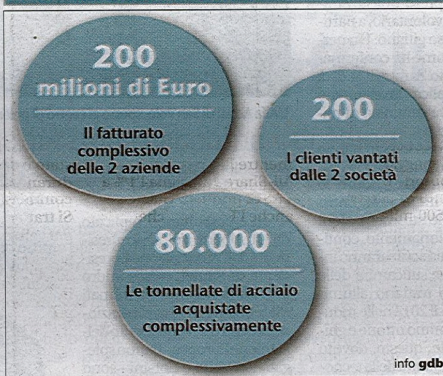 200
milioni di Euro
Il fatturato
complessivo
delle 2 aziende
200
I clienti vantati
dalle 2 società
80.000
Le tonnellate di acciaio
acquistate
complessivamente
info gdb